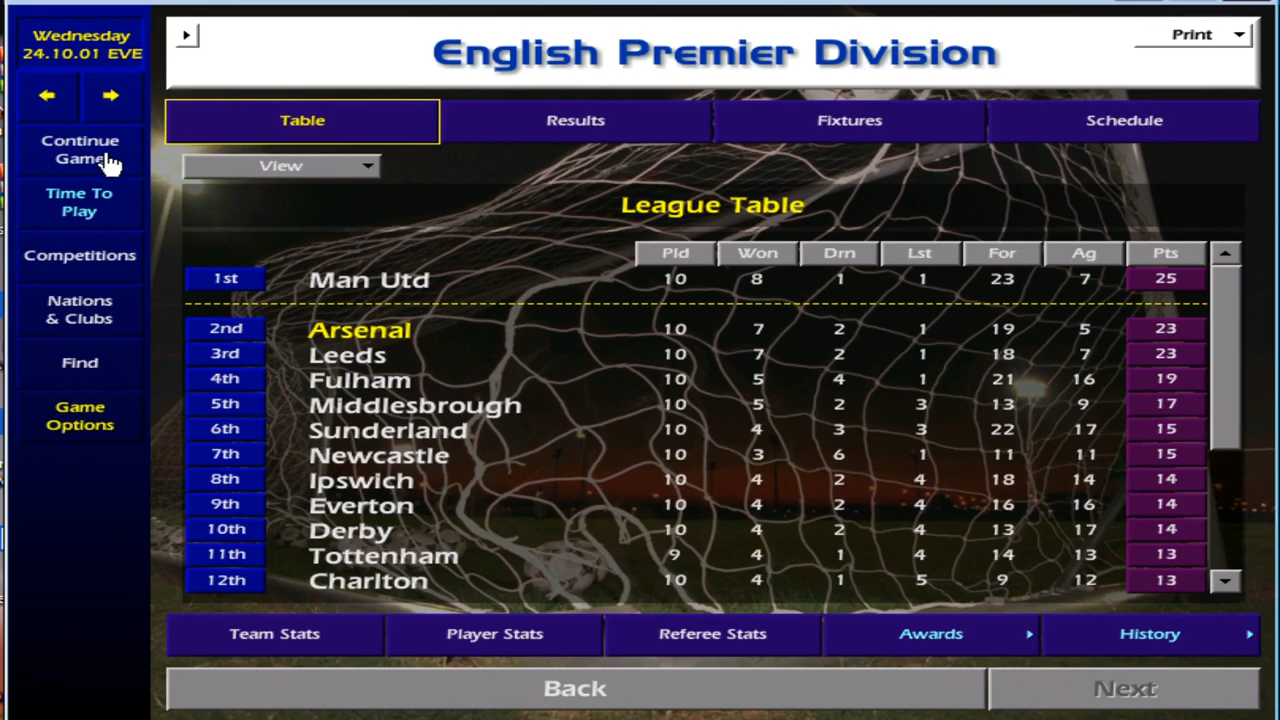 Wednesday
24.10.01 EVE
Continue
Game
Time To
Play
Competitions
Nations
& Clubs
Find
Game
Options
English Premier Division
Print
Table Results Fixtures Schedule
View
League Table
Pld Won Drn Lst For Ag Pts
1st Man Utd 10 8 1 1 23 7 25
2nd Arsenal 10 7 2 1 19 5 23
3rd Leeds 10 7 2 1 18 7 23
4th Fulham 10 5 4 1 21 16 19
5th Middlesbrough 10 5 2 3 13 9 17
6th Sunderland 10 4 3 3 22 17 15
7th Newcastle 10 3 6 1 11 11 15
8th Ipswich 10 4 2 4 18 14 14
9th Everton 10 4 2 4 16 16 14
10th Derby 10 4 2 4 13 17 14
11th Tottenham 9 4 1 4 14 13 13
12th Charlton 10 4 1 5 9 12 13
Team Stats Player Stats Referee Stats Awards History
Back Next